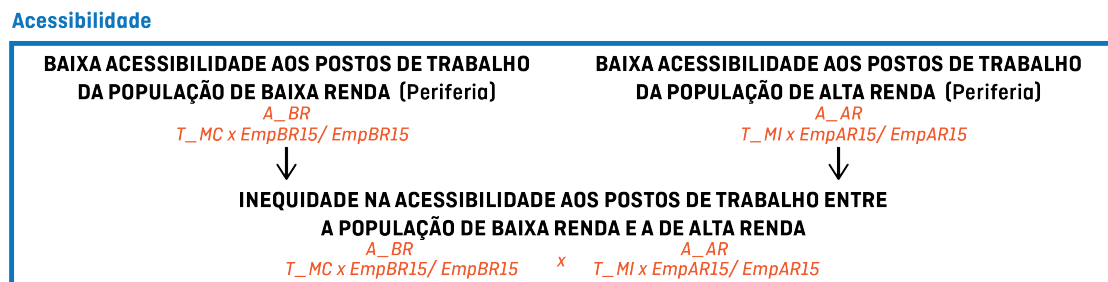 Acessibilidade
BAIXA ACESSIBILIDADE AOS POSTOS DE TRABALHO
DA POPULAÇÃO DE BAIXA RENDA (Periferia)
A_BR
T_MC x EmpBR15/ EmpBR15
BAIXA ACESSIBILIDADE AOS POSTOS DE TRABALHO
DA POPULAÇÃO DE ALTA RENDA (Periferia)
A_AR
T_MI x EmpAR15/ EmpAR15
INEQUIDADE NA ACESSIBILIDADE AOS POSTOS DE TRABALHO ENTRE
A POPULAÇÃO DE BAIXA RENDA E A DE ALTA RENDA
A_BR
T_MC x EmpBR15/ EmpBR15
x
A_AR
T_MI x EmpAR15/ EmpAR15